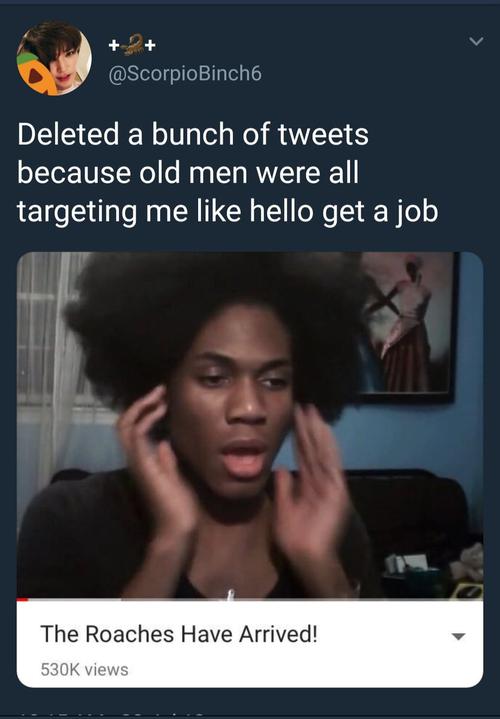 +🦂+
@ScorpioBinch6
Deleted a bunch of tweets
because old men were all
targeting me like hello get a job
The Roaches Have Arrived!
530K views